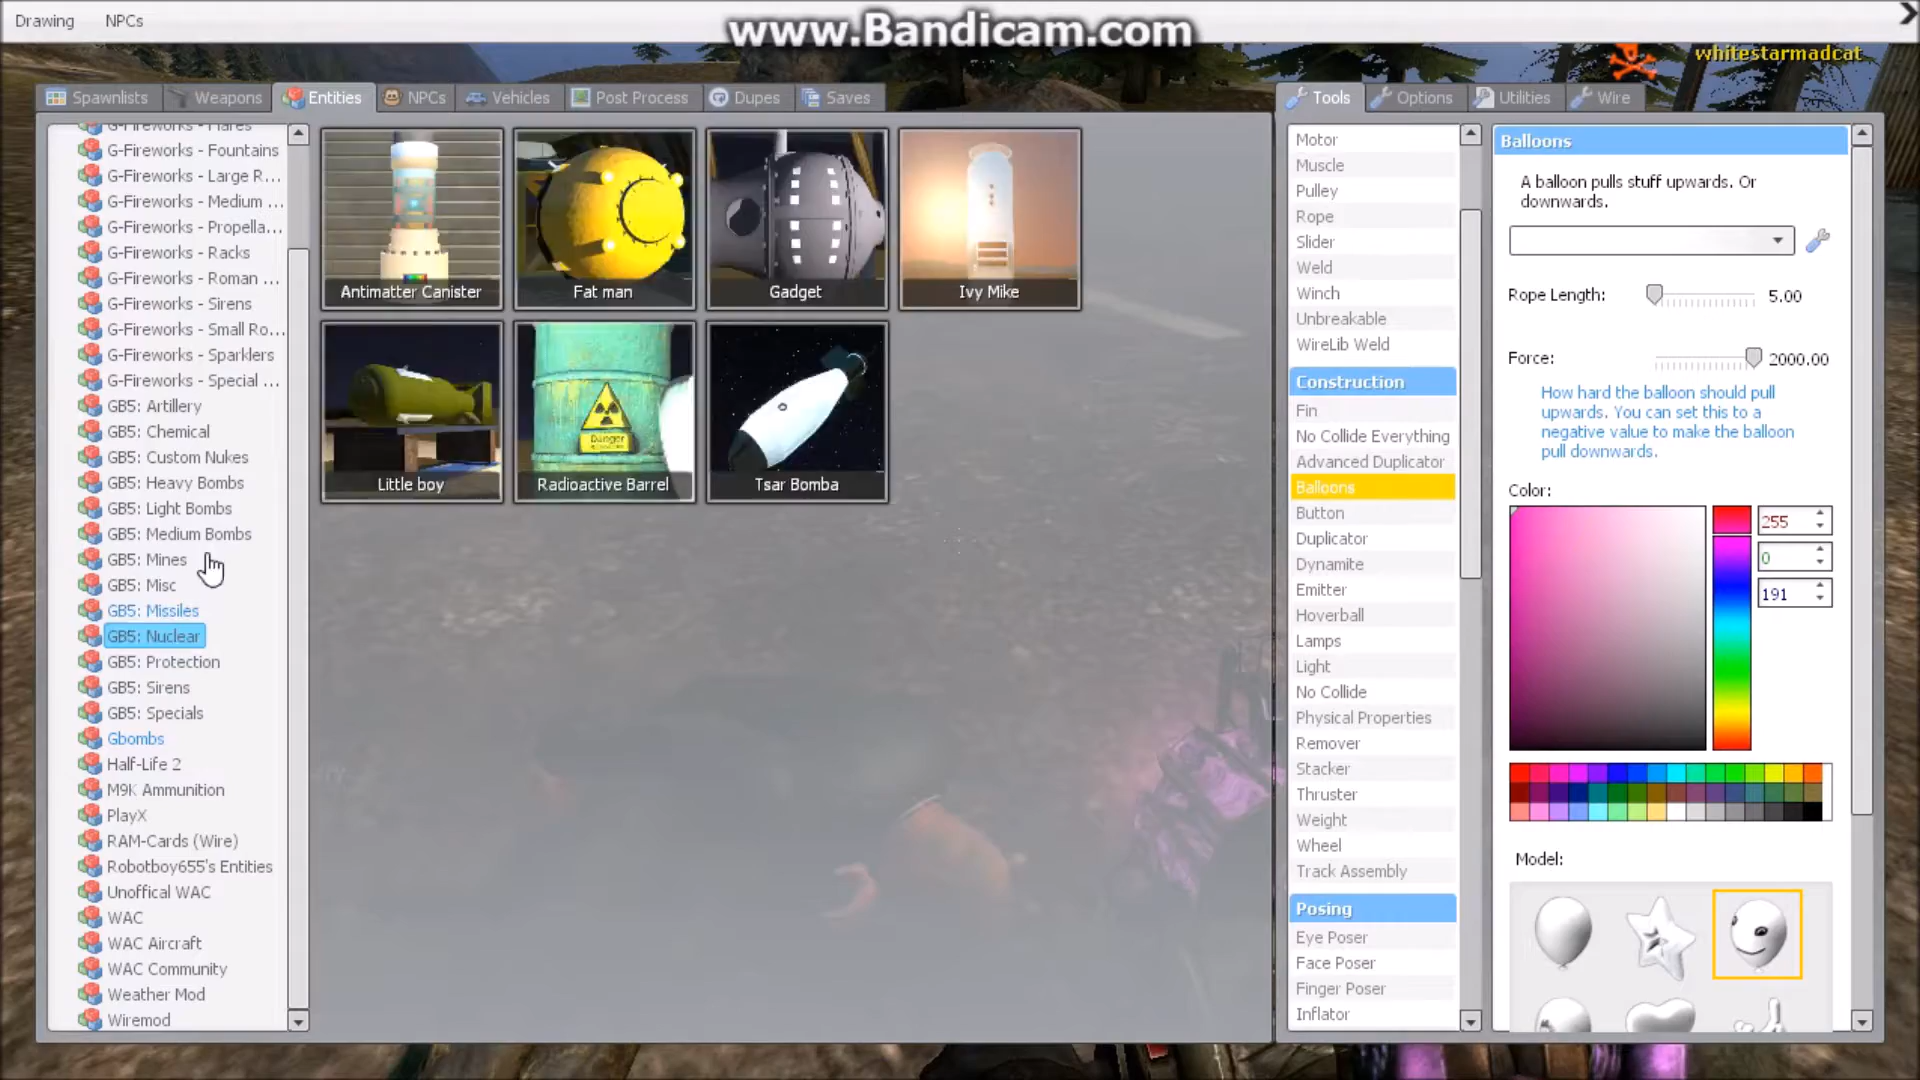 Drawing NPCs
www.Bandicam.com
whitestarmadcat
Spawnlists Weapons Entities NPCs Vehicles Post Process Dupes Saves
G-Fireworks - Flares
G-Fireworks - Fountains
G-Fireworks - Large R...
G-Fireworks - Medium ...
G-Fireworks - Propella...
G-Fireworks - Racks
G-Fireworks - Roman ...
G-Fireworks - Sirens
G-Fireworks - Small Ro...
G-Fireworks - Sparklers
G-Fireworks - Special ...
GB5: Artillery
GB5: Chemical
GB5: Custom Nukes
GB5: Heavy Bombs
GB5: Light Bombs
GB5: Medium Bombs
GB5: Mines
GB5: Misc
GB5: Missiles
GB5: Nuclear
GB5: Protection
GB5: Sirens
GB5: Specials
Gbombs
Half-Life 2
M9K Ammunition
PlayX
RAM-Cards (Wire)
Robotboy655's Entities
Unoffical WAC
WAC
WAC Aircraft
WAC Community
Weather Mod
Wiremod
Antimatter Canister
Fat man
Gadget
Ivy Mike
Little boy
Danger
Radioactive Barrel
Tsar Bomba
Tools Options Utilities Wire
Motor
Muscle
Pulley
Rope
Slider
Weld
Winch
Unbreakable
WireLib Weld
Construction
Fin
No Collide Everything
Advanced Duplicator
Balloons
Button
Duplicator
Dynamite
Emitter
Hoverball
Lamps
Light
No Collide
Physical Properties
Remover
Stacker
Thruster
Weight
Wheel
Track Assembly
Posing
Eye Poser
Face Poser
Finger Poser
Inflator
Balloons
A balloon pulls stuff upwards. Or
downwards.
Rope Length: 5.00
Force: 2000.00
How hard the balloon should pull
upwards. You can set this to a
negative value to make the balloon
pull downwards.
Color:
255
0
191
Model: